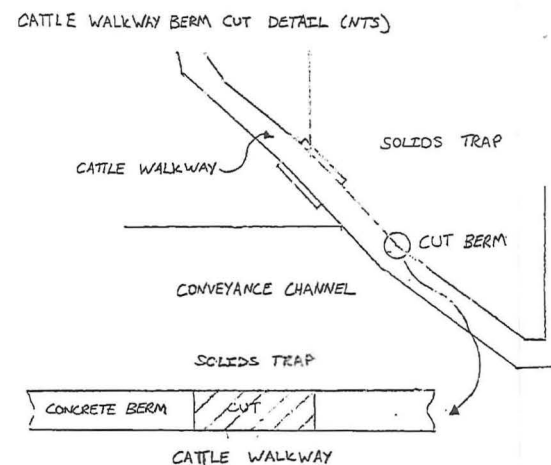 CATTLE WALKWAY BERM CUT DETAIL (NTS)
SOLIDS TRAP
CATTLE WALKWAY
CUT BERM
CONVEYANCE CHANNEL
SOLIDS TRAP
CONCRETE BERM
CUT
CATTLE WALKWAY